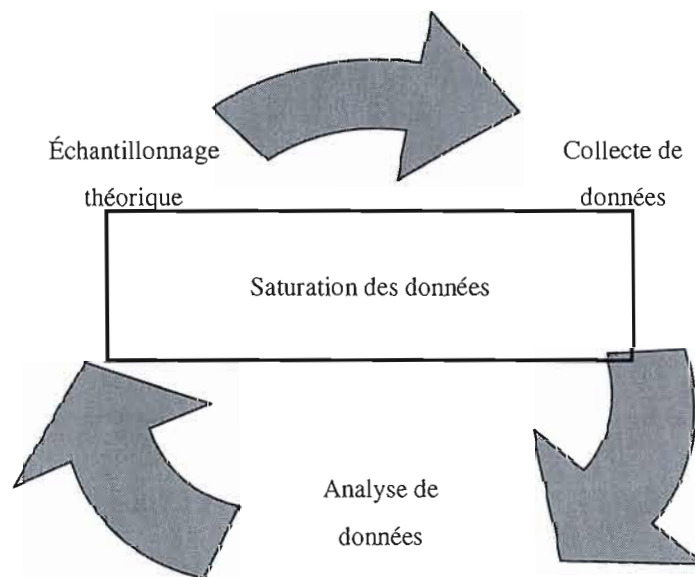 Échantillonnage
théorique
Collecte de
données
Saturation des données
Analyse de
données